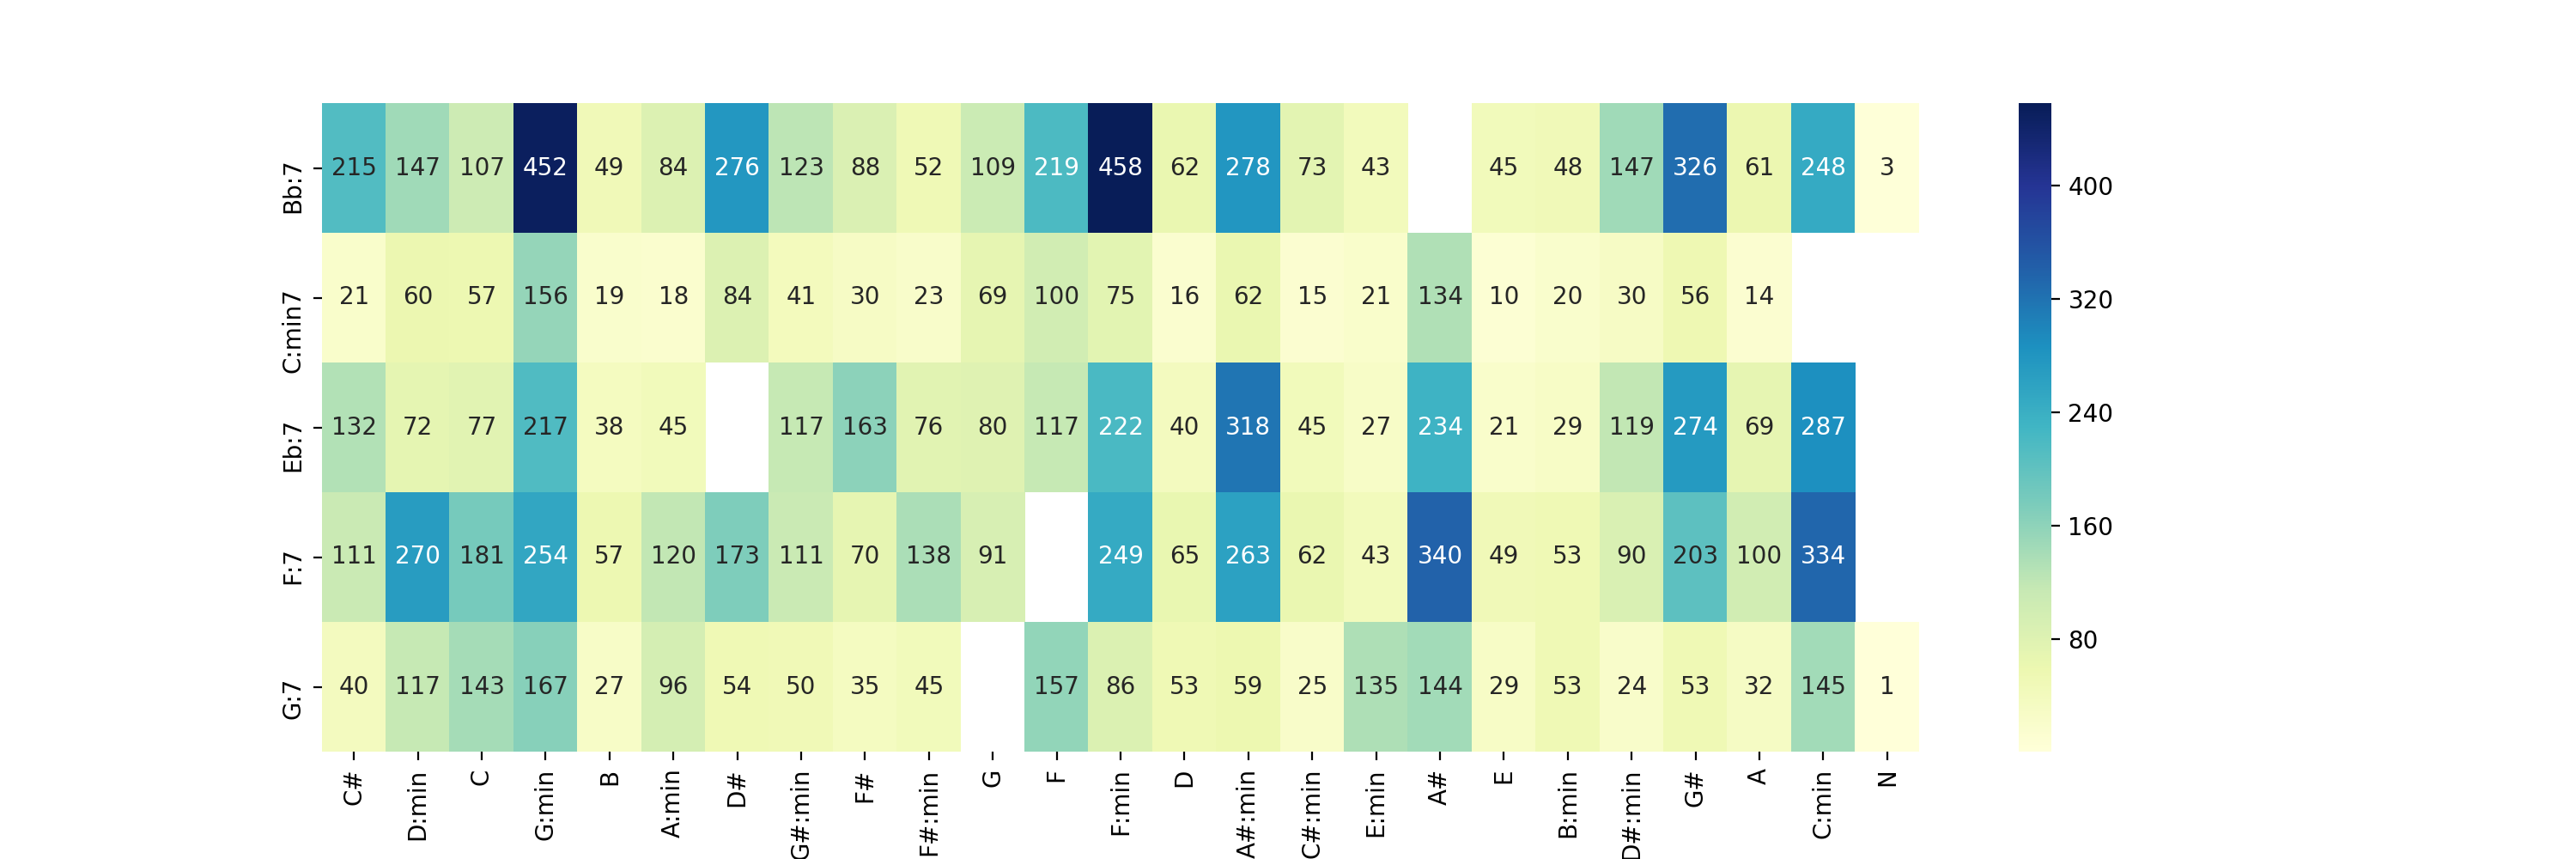 Bb:7 215 147 107 452 49 84 276 123 88 52 109 219 458 62 278 73 43 45 48 147 326 61 248 3
C:min7 21 60 57 156 19 18 84 41 30 23 69 100 75 16 62 15 21 134 10 20 30 56 14
Eb:7 132 72 77 217 38 45 117 163 76 80 117 222 40 318 45 27 234 21 29 119 274 69 287
F:7 111 270 181 254 57 120 173 111 70 138 91 249 65 263 62 43 340 49 53 90 203 100 334
G:7 40 117 143 167 27 96 54 50 35 45 157 86 53 59 25 135 144 29 53 24 53 32 145 1
C# D:min C G:min B A:min D# G#:min F# F#:min G F F:min D A#:min C#:min E:min A# E B:min D#:min G# A C:min N
400
320
240
160
80